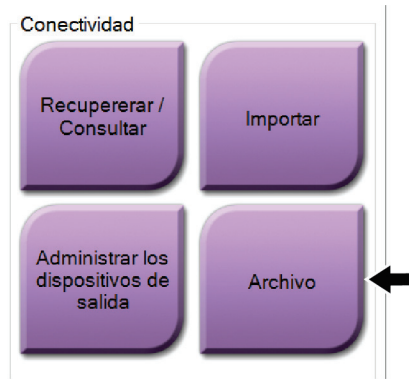 Conectividad
Recupererar /
Consultar
Importar
Administrar los
dispositivos de
salida
Archivo